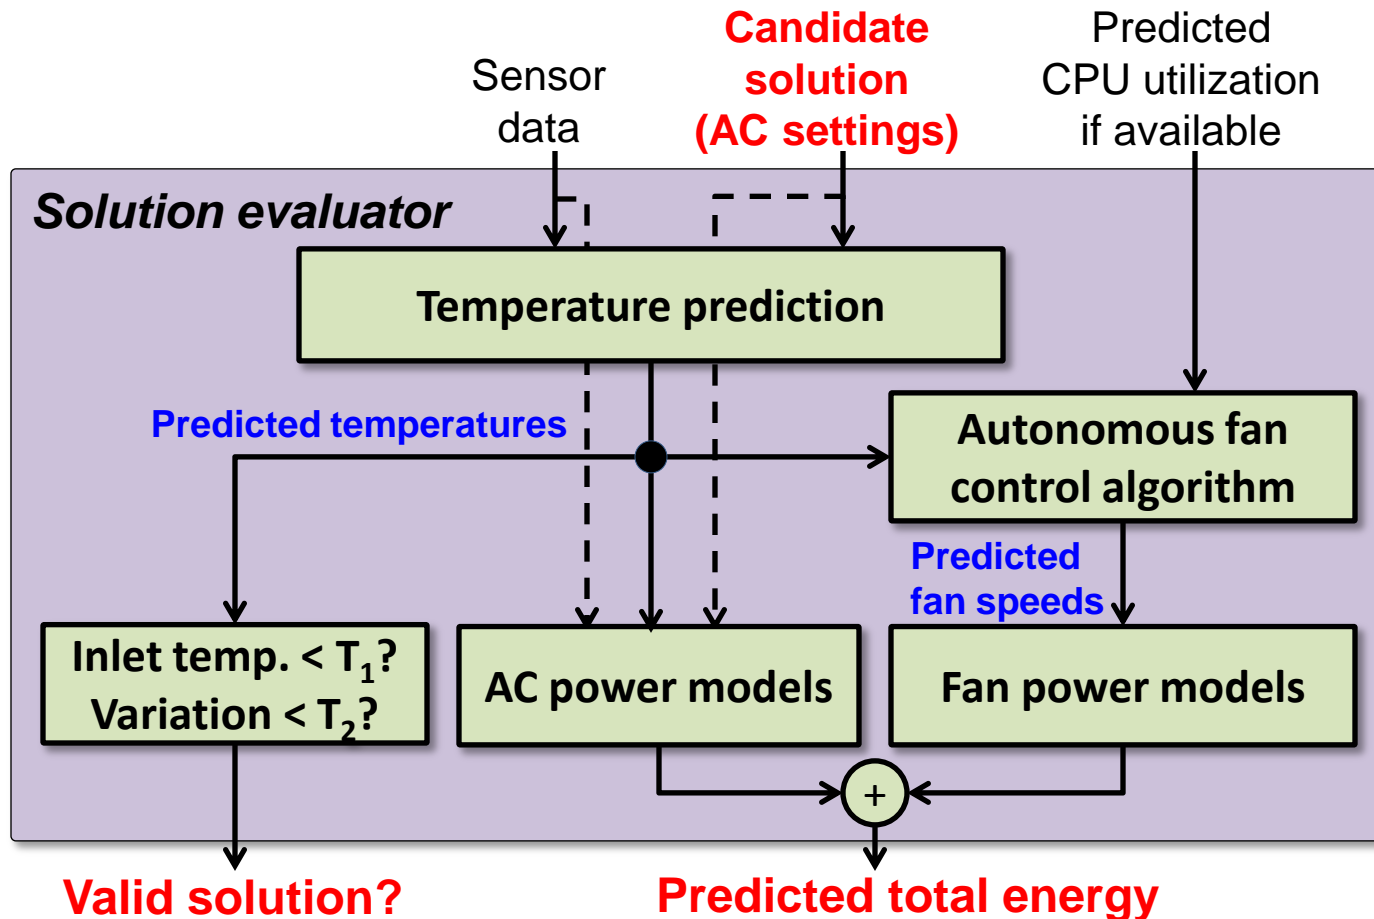 Sensor
data
Candidate
solution
(AC settings)
Predicted
CPU utilization
if available
Solution evaluator
Temperature prediction
Predicted temperatures
Autonomous fan
control algorithm
Predicted
fan speeds
Inlet temp. < T₁?
Variation < T₂?
AC power models
Fan power models
+
Valid solution?
Predicted total energy